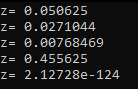 z= 0.050625
z= 0.0271044
z= 0.00768469
z= 0.455625
z= 2.12728e-124